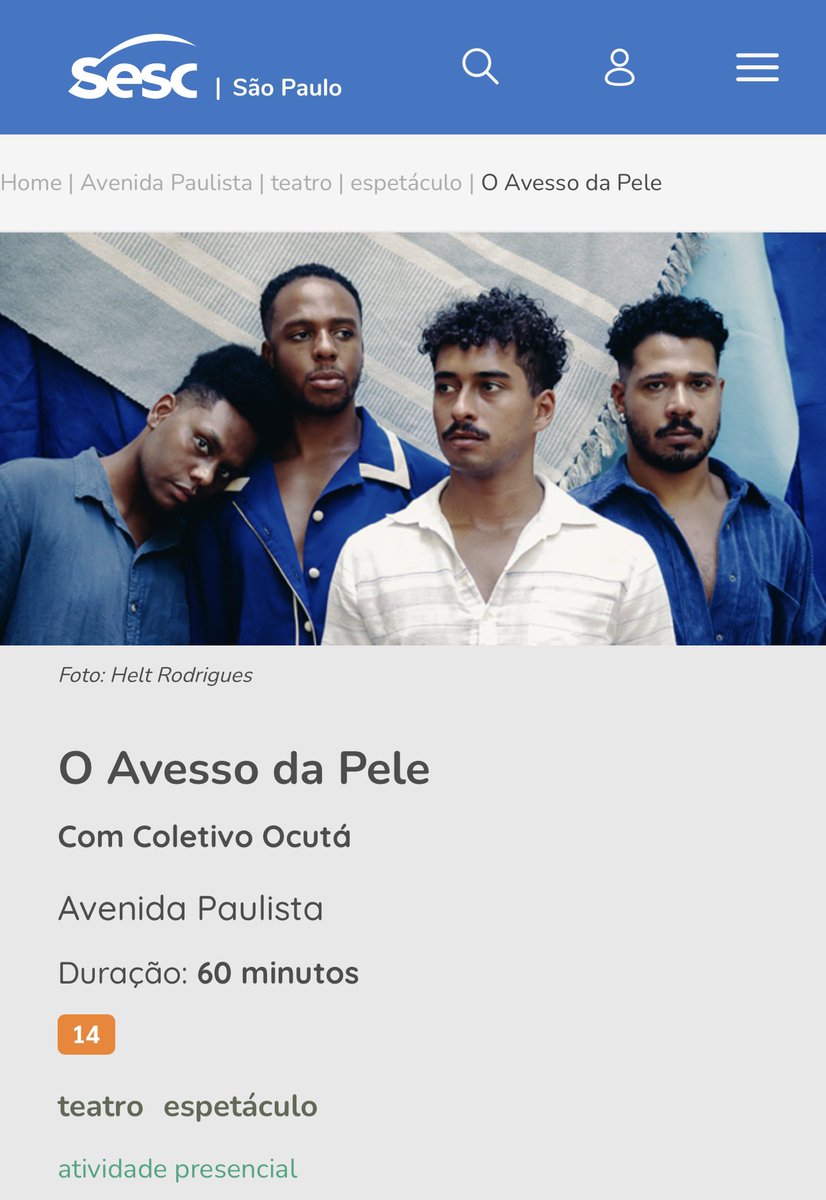 Sesc | São Paulo
Home | Avenida Paulista | teatro | espetáculo | O Avesso da Pele
Foto: Helt Rodrigues
O Avesso da Pele
Com Coletivo Ocutá
Avenida Paulista
Duração: 60 minutos
14
teatro espetáculo
atividade presencial